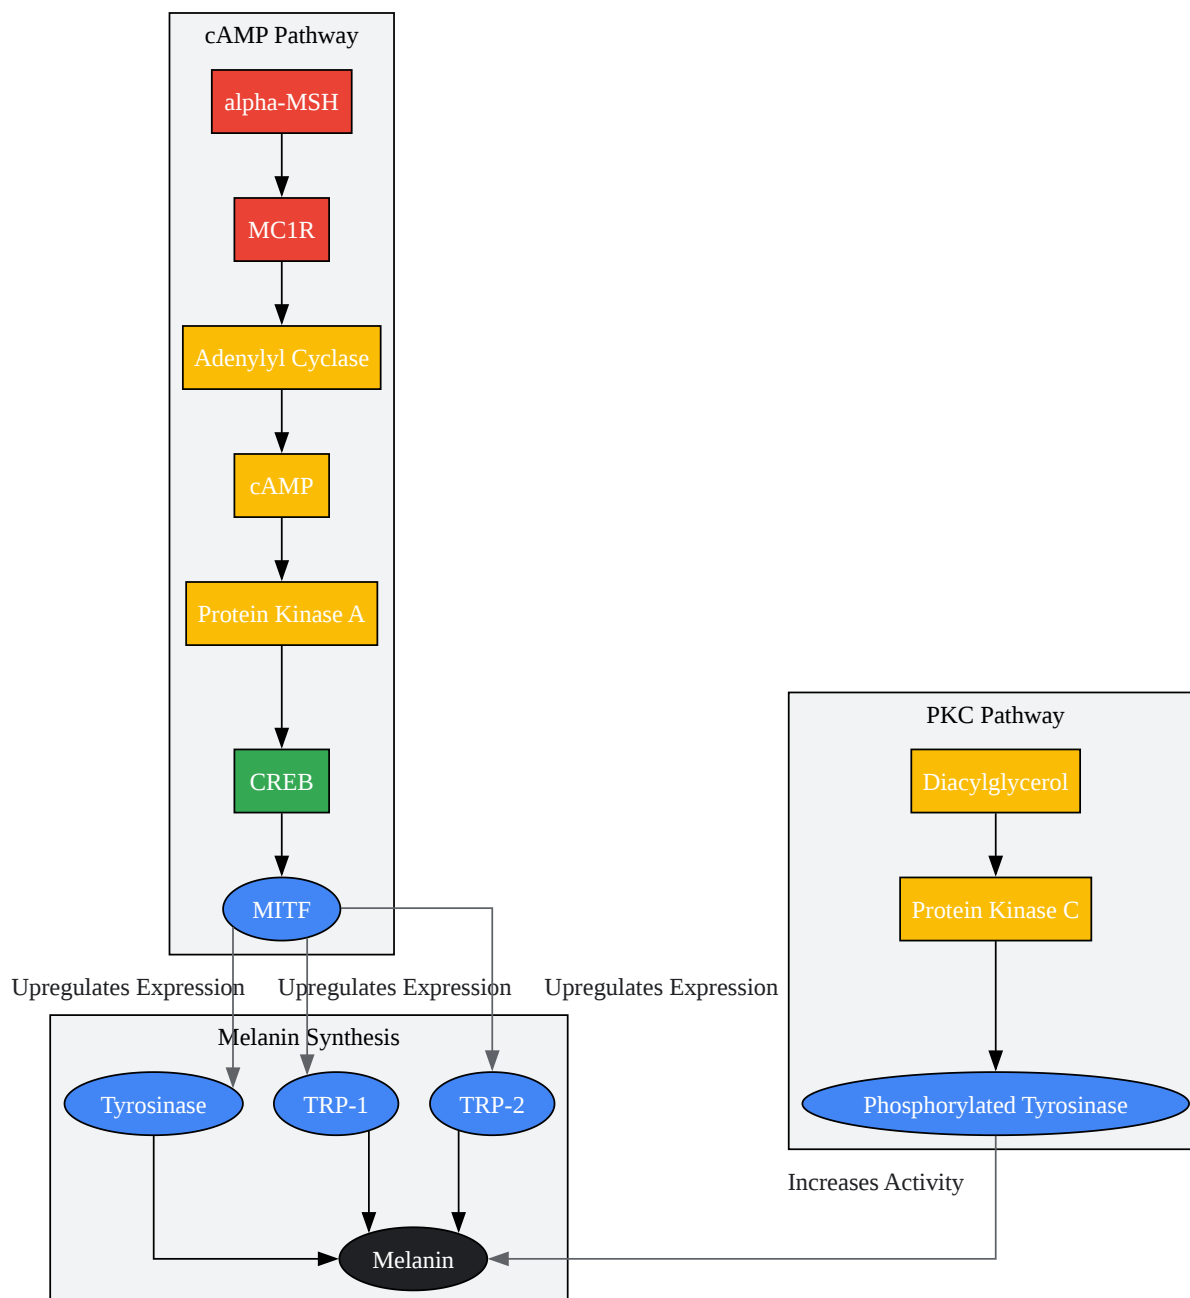 cAMP Pathway
alpha-MSH
MC1R
Adenylyl Cyclase
cAMP
Protein Kinase A
CREB
MITF
PKC Pathway
Diacylglycerol
Protein Kinase C
Phosphorylated Tyrosinase
Upregulates Expression
Upregulates Expression
Upregulates Expression
Melanin Synthesis
Tyrosinase
TRP-1
TRP-2
Increases Activity
Melanin